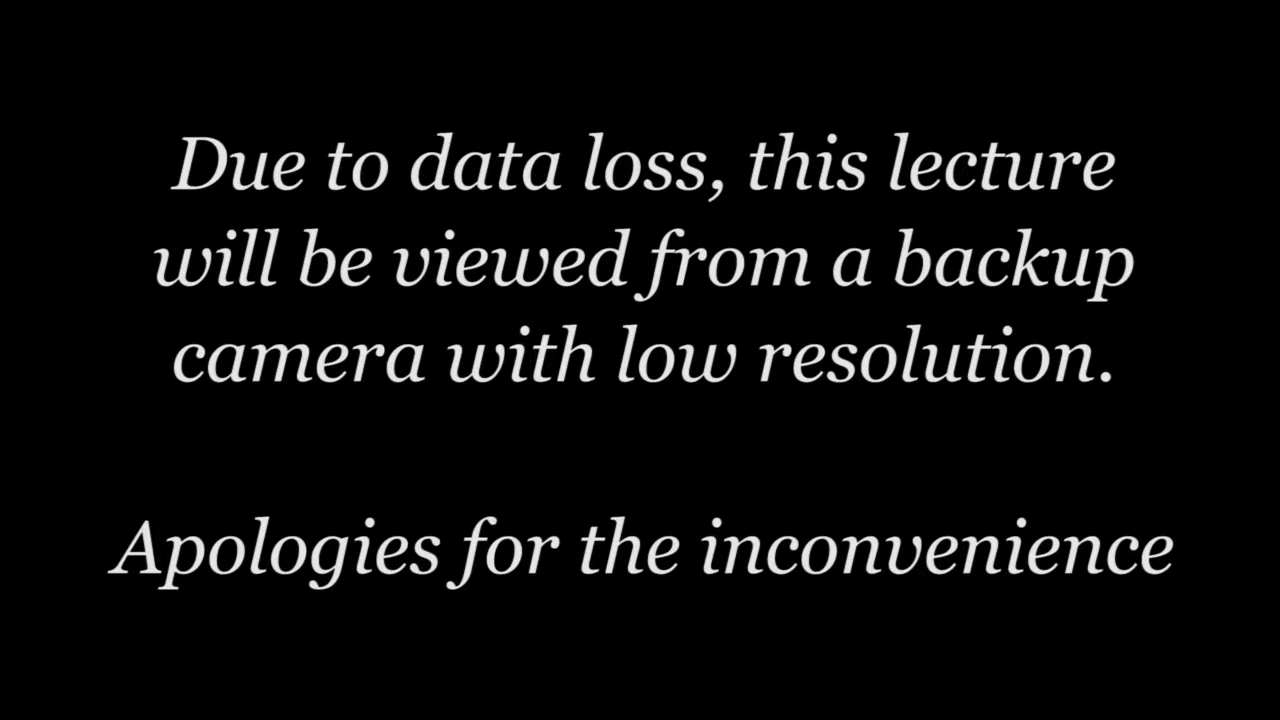 Due to data loss, this lecture
will be viewed from a backup
camera with low resolution.
Apologies for the inconvenience